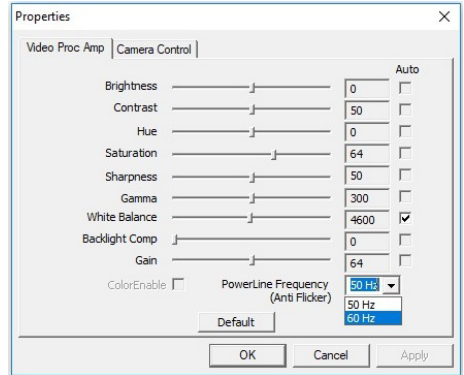 Properties
Video Proc Amp Camera Control
Auto
Brightness 0
Contrast 50
Hue 0
Saturation 64
Sharpness 50
Gamma 300
White Balance 4600
Backlight Comp 0
Gain 64
ColorEnable PowerLine Frequency 50 Hz
(Anti Flicker)
50 Hz
60 Hz
Default
OK Cancel Apply